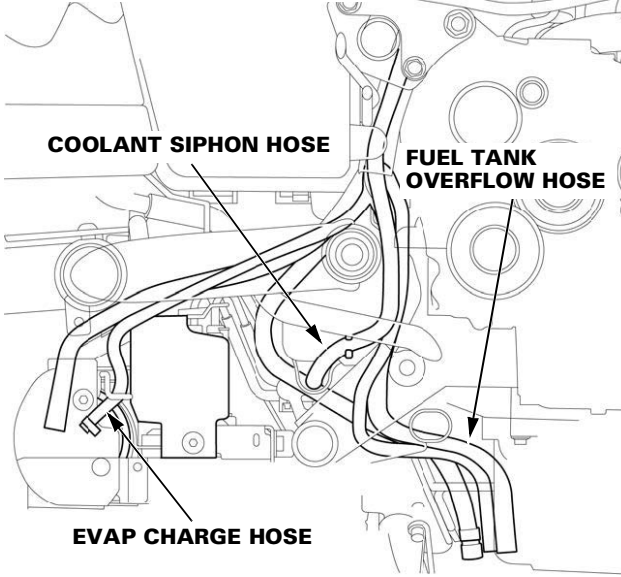 COOLANT SIPHON HOSE
FUEL TANK
OVERFLOW HOSE
EVAP CHARGE HOSE